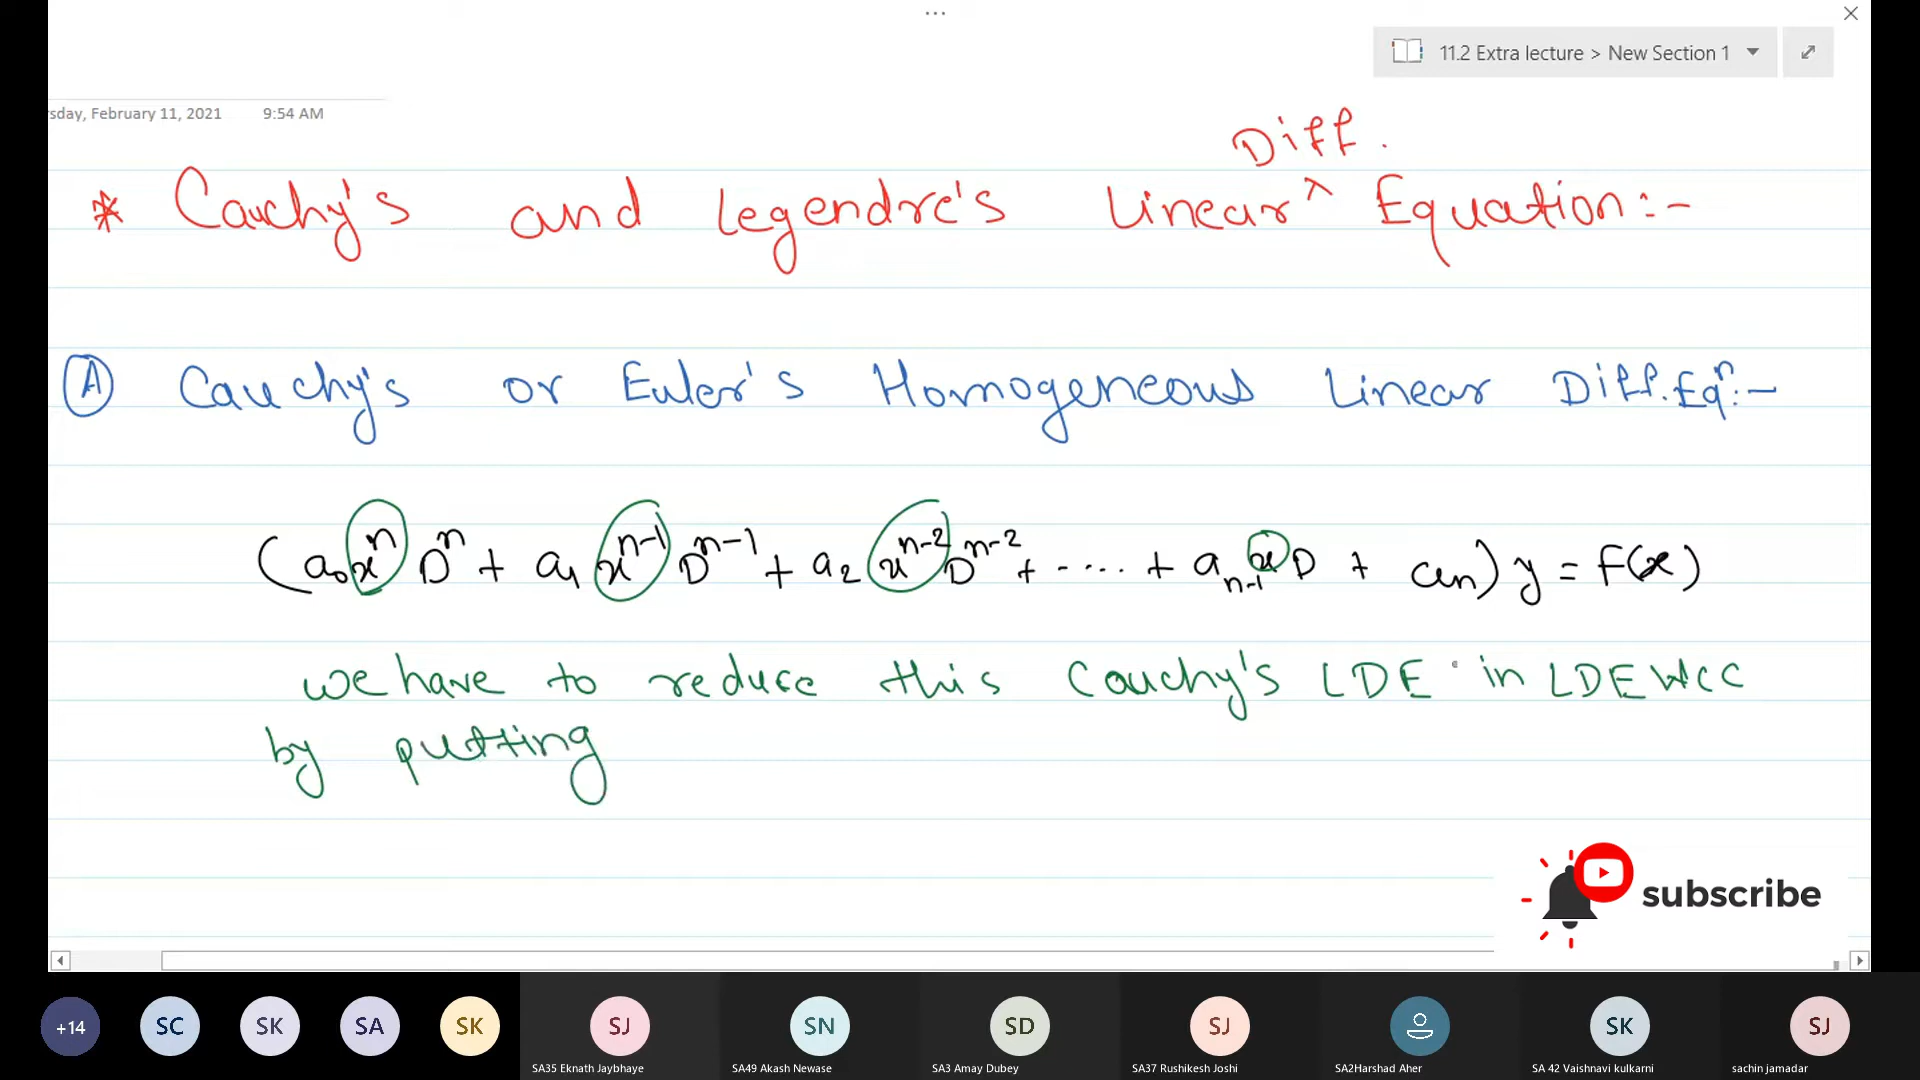 ...
11.2 Extra lecture > New Section 1
sday, February 11, 2021 9:54 AM
Diff.
* Cauchy's and Legendre's Linear ^ Equation:-
(A) Cauchy's or Euler's Homogeneous Linear Diff. Eqⁿ:-
(a₀xⁿDⁿ + a₁xⁿ⁻¹Dⁿ⁻¹ + a₂xⁿ⁻²Dⁿ⁻² + ..... + aₙ₋₁xD + aₙ)y = F(x)
we have to reduce this Cauchy's LDE in LDEWCC
by putting
subscribe
+14 SC SK SA SK SJ SN SD SJ SK SJ
SA35 Eknath Jaybhaye SA49 Akash Newase SA3 Amay Dubey SA37 Rushikesh Joshi SA2Harshad Aher SA 42 Vaishnavi kulkarni sachin jamadar